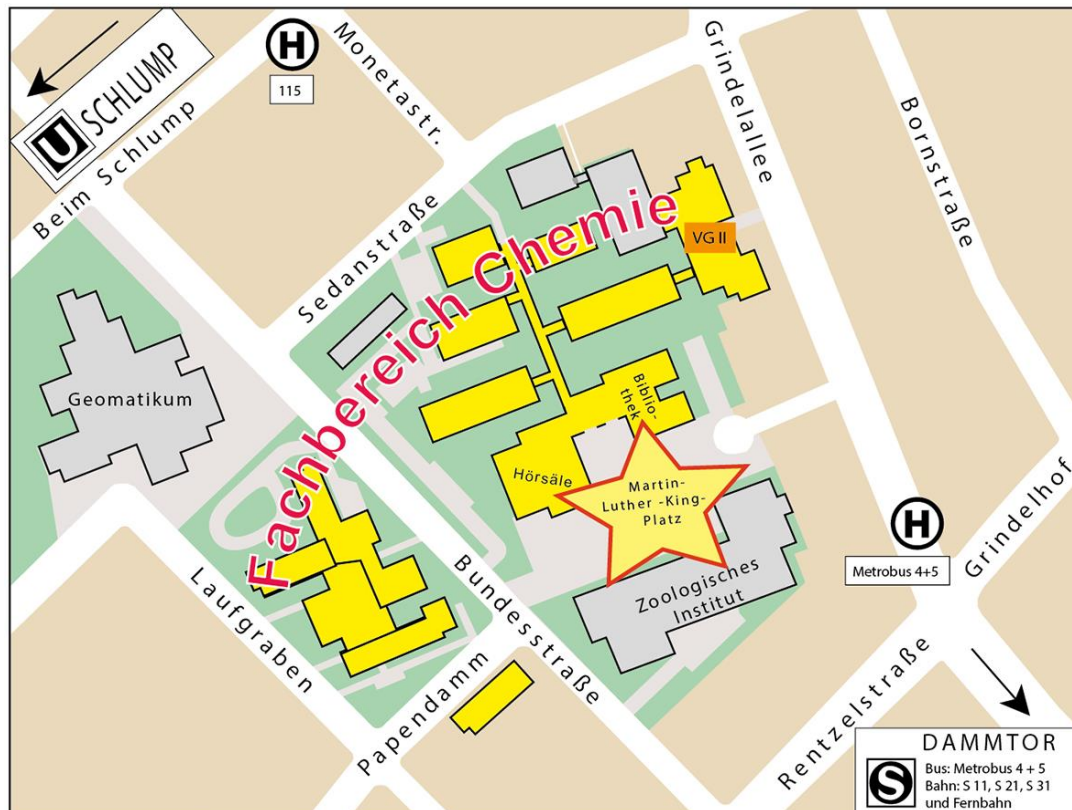 U SCHLUMP
H
115
Monetastr.
Beim Schlump
Sedanstraße
Grindelallee
Bornstraße
VG II
Fachbereich Chemie
Geomatikum
Biblio-
thek
Hörsäle
Martin-
Luther -King-
Platz
Zoologisches
Institut
H
Metrobus 4+5
Grindelhof
Laufgraben
Bundesstraße
Papendamm
Rentzelstraße
DAMMTOR
S
Bus: Metrobus 4 + 5
Bahn: S 11, S 21, S 31
und Fernbahn